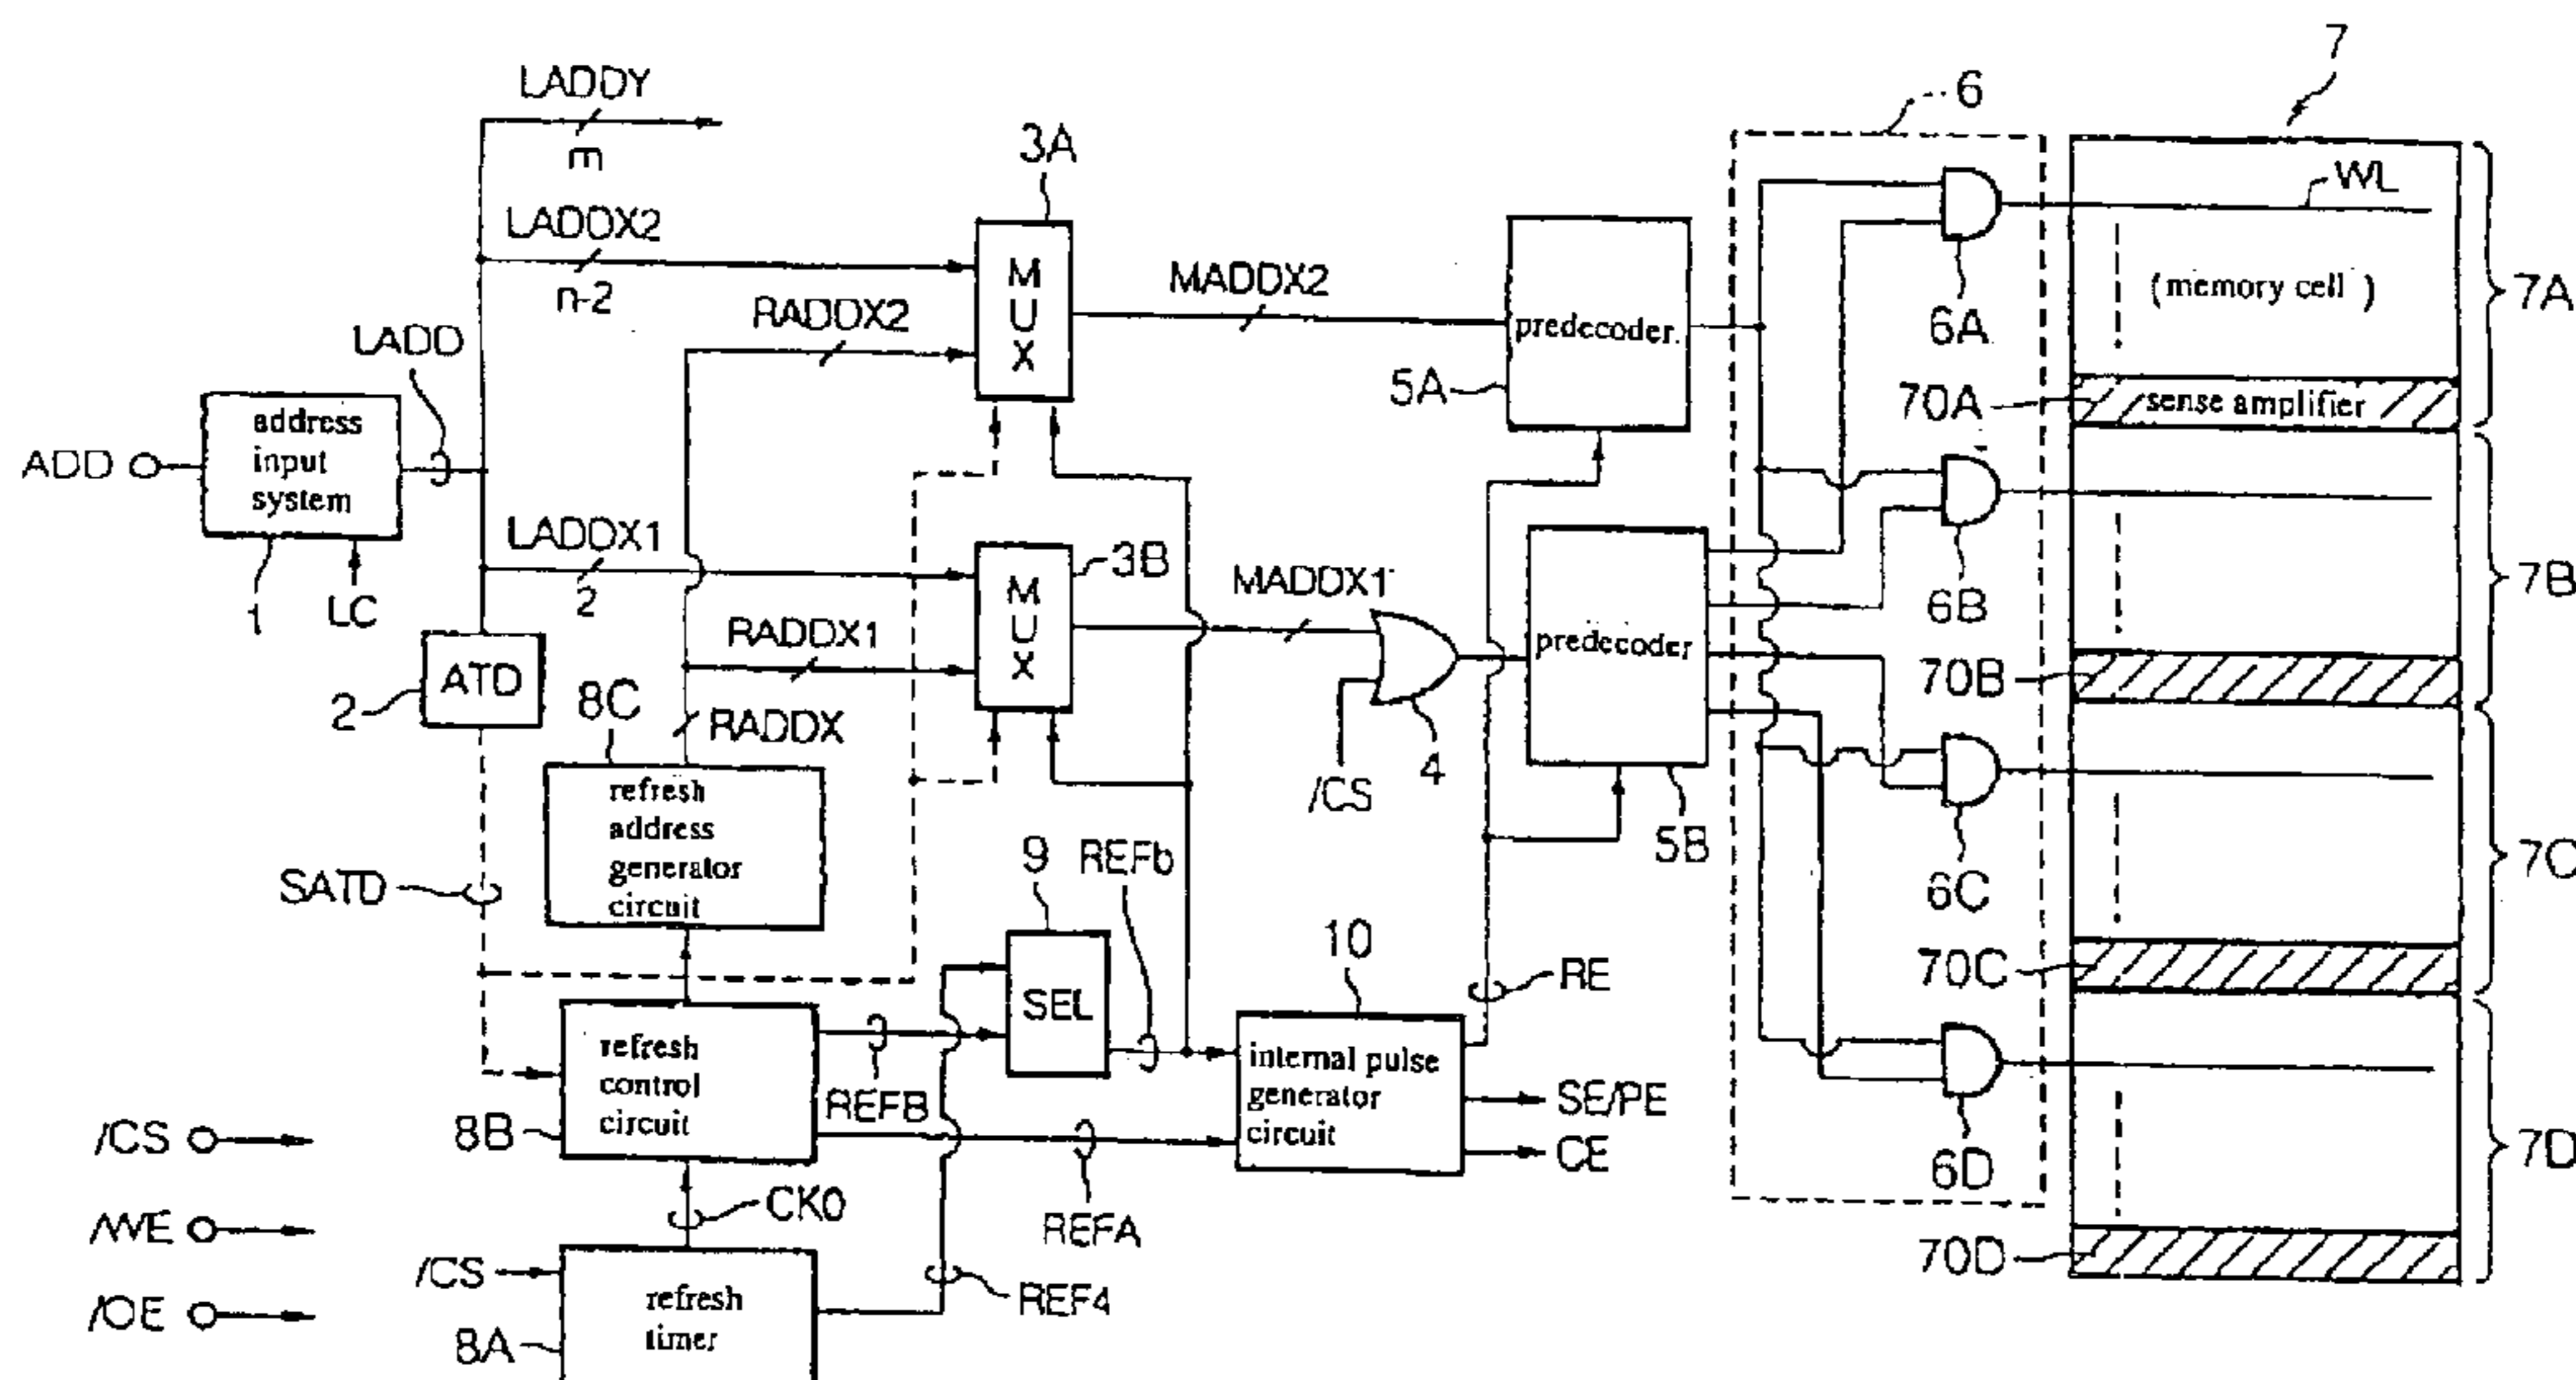 LADDY
m
LADDX2
n-2
LADD
ADD
address
input
system
1
LC
LADDX1
2
ATD
2
SATD
RADDX2
RADDX1
RADDX
8C
refresh
address
generator
circuit
3A
MUX
3B
MUX
MADDX2
MADDX1
/CS
4
predecoder.
5A
predecoder
5B
6
6A
6B
6C
6D
7
WL
(memory cell)
sense amplifier
70A
70B
70C
70D
7A
7B
7C
7D
9
SEL
REFb
REFB
REFA
REF4
10
internal pulse
generator
circuit
RE
SE/PE
CE
refresh
control
circuit
8B
CK0
/CS
refresh
timer
8A
/CS
/WE
/OE